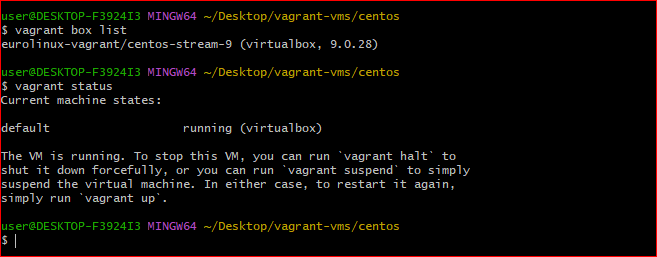 user@DESKTOP-F3924I3 MINGW64 ~/Desktop/vagrant-vms/centos
$ vagrant box list
eurolinux-vagrant/centos-stream-9 (virtualbox, 9.0.28)
user@DESKTOP-F3924I3 MINGW64 ~/Desktop/vagrant-vms/centos
$ vagrant status
Current machine states:
default                   running (virtualbox)
The VM is running. To stop this VM, you can run `vagrant halt` to
shut it down forcefully, or you can run `vagrant suspend` to simply
suspend the virtual machine. In either case, to restart it again,
simply run `vagrant up`.
user@DESKTOP-F3924I3 MINGW64 ~/Desktop/vagrant-vms/centos
$